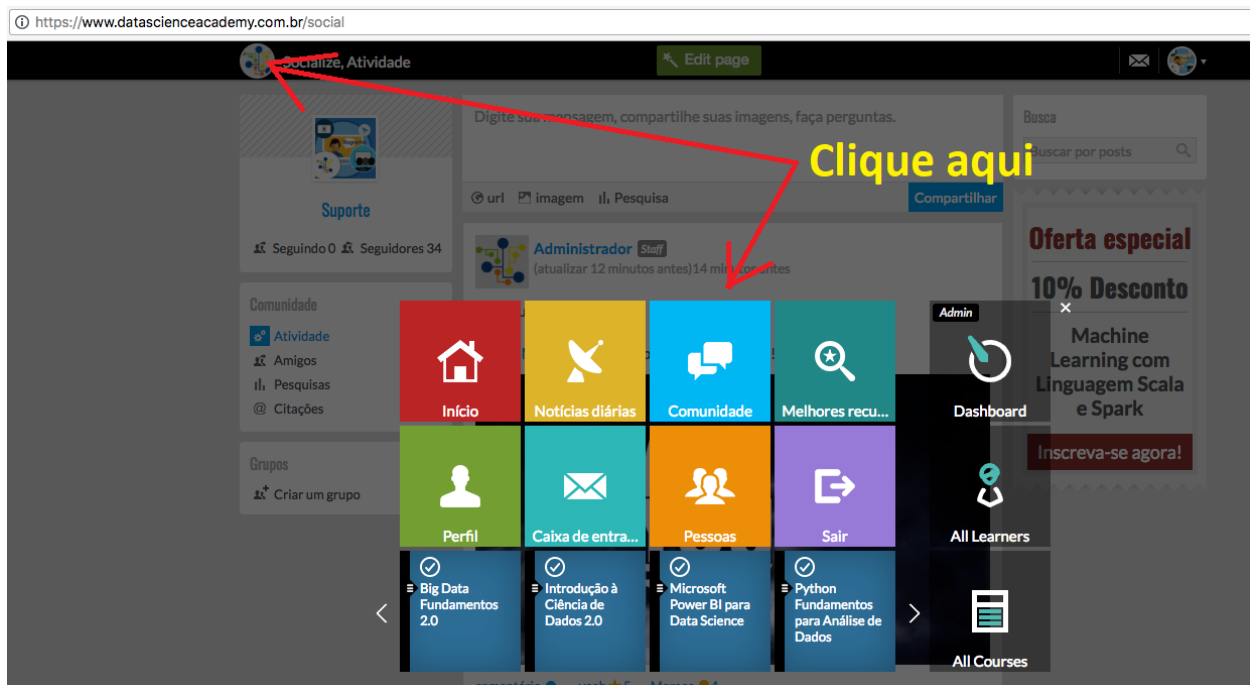 https://www.datascienceacademy.com.br/social
Socialize, Atividade
Edit page
Digite sua mensagem, compartilhe suas imagens, faça perguntas.
url imagem Pesquisa
Compartilhar
Busca
Buscar por posts
Clique aqui
Suporte
Seguindo 0 Seguidores 34
Administrador Staff
(atualizar 12 minutos antes)14 minutos antes
Comunidade
Atividade
Amigos
Pesquisas
@ Citações
Grupos
Criar um grupo
Oferta especial
10% Desconto
Machine
Learning com
Linguagem Scala
e Spark
Inscreva-se agora!
Início
Notícias diárias
Comunidade
Melhores recu...
Admin
Dashboard
Perfil
Caixa de entra...
Pessoas
Sair
All Learners
Big Data
Fundamentos
2.0
Introdução à
Ciência de
Dados 2.0
Microsoft
Power BI para
Data Science
Python
Fundamentos
para Análise de
Dados
All Courses